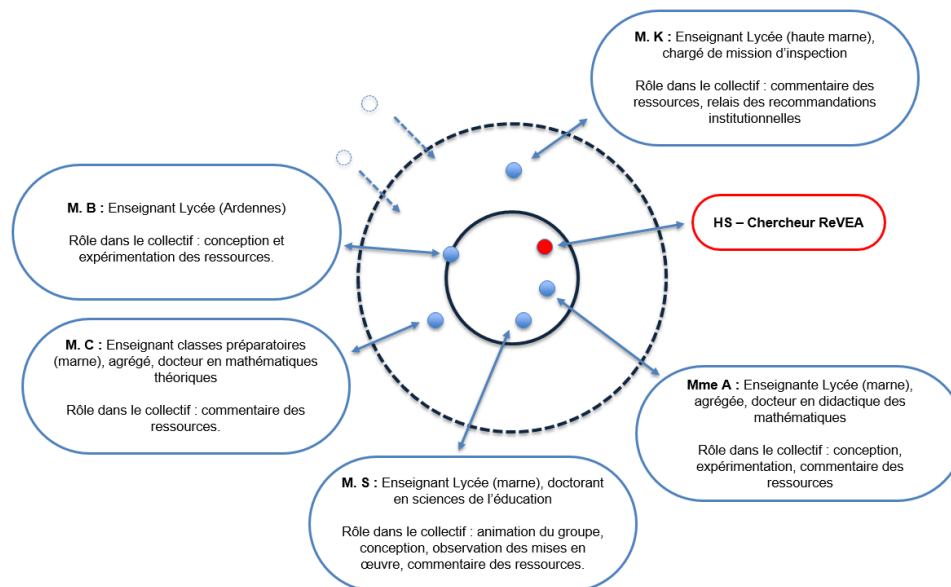 M. K : Enseignant Lycée (haute marne),
chargé de mission d'inspection
Rôle dans le collectif : commentaire des
ressources, relais des recommandations
institutionnelles
M. B : Enseignant Lycée (Ardennes)
Rôle dans le collectif : conception et
expérimentation des ressources.
HS – Chercheur ReVEA
M. C : Enseignant classes préparatoires
(marne), agrégé, docteur en mathématiques
théoriques
Rôle dans le collectif : commentaire des
ressources.
Mme A : Enseignante Lycée (marne),
agrégée, docteur en didactique des
mathématiques
Rôle dans le collectif : conception,
expérimentation, commentaire des
ressources
M. S : Enseignant Lycée (marne), doctorant
en sciences de l'éducation
Rôle dans le collectif : animation du groupe,
conception, observation des mises en
œuvre, commentaire des ressources.